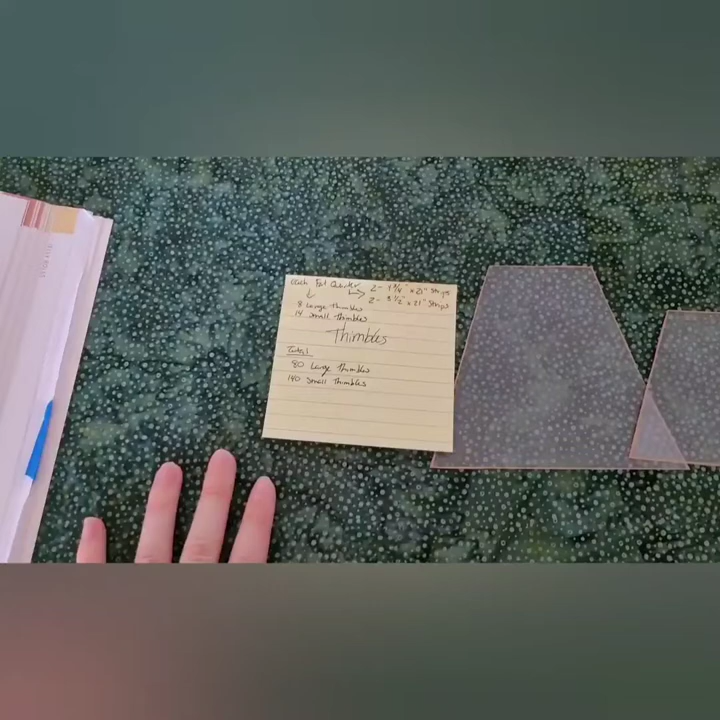 each Fat Quarter
2- 4 3/4" x 21" strips
2- 3 1/2" x 21" strips
8 Large Thimbles
14 small Thimbles
Thimbles
Total
80 Large Thimbles
140 small Thimbles